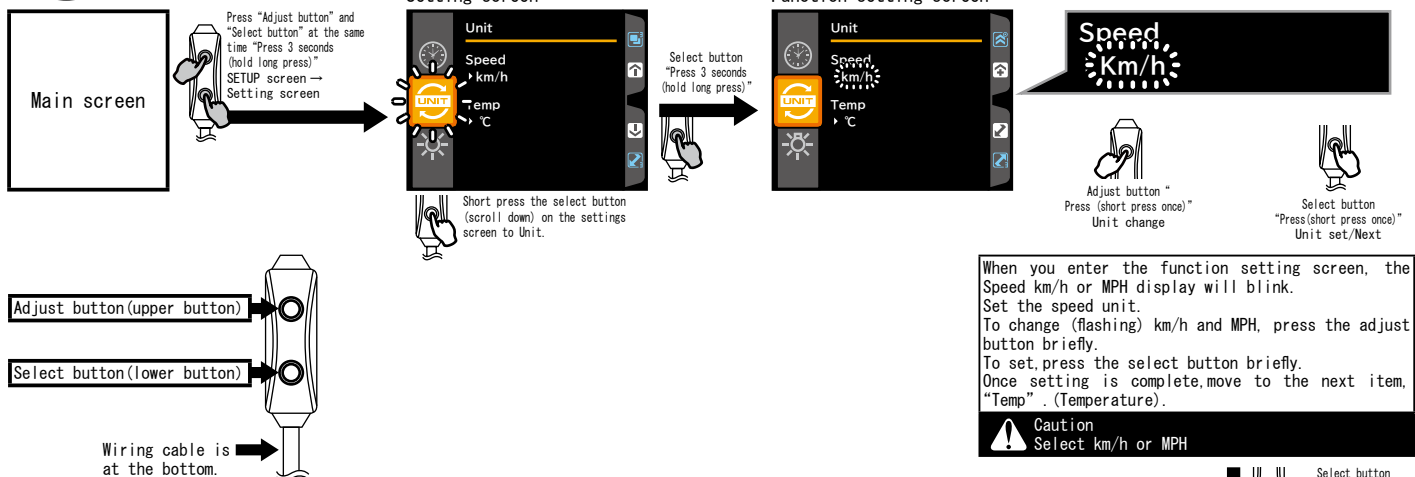 Press “Adjust button” and
“Select button” at the same
time “Press 3 seconds
(hold long press)”
SETUP screen →
Setting screen
Main screen
Setting screen
Unit
Speed
km/h
UNIT
Temp
℃
Short press the select button
(scroll down) on the settings
screen to Unit.
Select button
“Press 3 seconds
(hold long press)”
Function setting screen
Unit
Speed
km/h
UNIT
Temp
℃
Speed
Km/h
Adjust button “
Press (short press once)”
Unit change
Select button
“Press(short press once)”
Unit set/Next
Adjust button(upper button)
Select button(lower button)
Wiring cable is
at the bottom.
When you enter the function setting screen, the
Speed km/h or MPH display will blink.
Set the speed unit.
To change (flashing) km/h and MPH, press the adjust
button briefly.
To set,press the select button briefly.
Once setting is complete,move to the next item,
“Temp”.(Temperature).
Caution
Select km/h or MPH
Select button